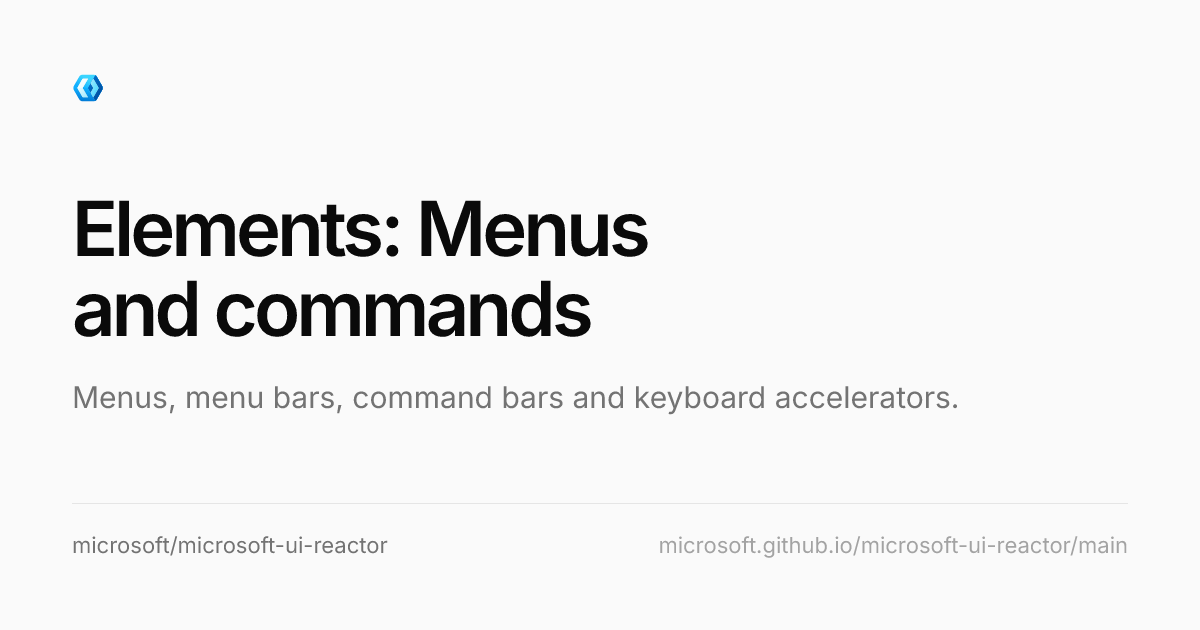 Elements: Menus
and commands
Menus, menu bars, command bars and keyboard accelerators.
microsoft/microsoft-ui-reactor
microsoft.github.io/microsoft-ui-reactor/main